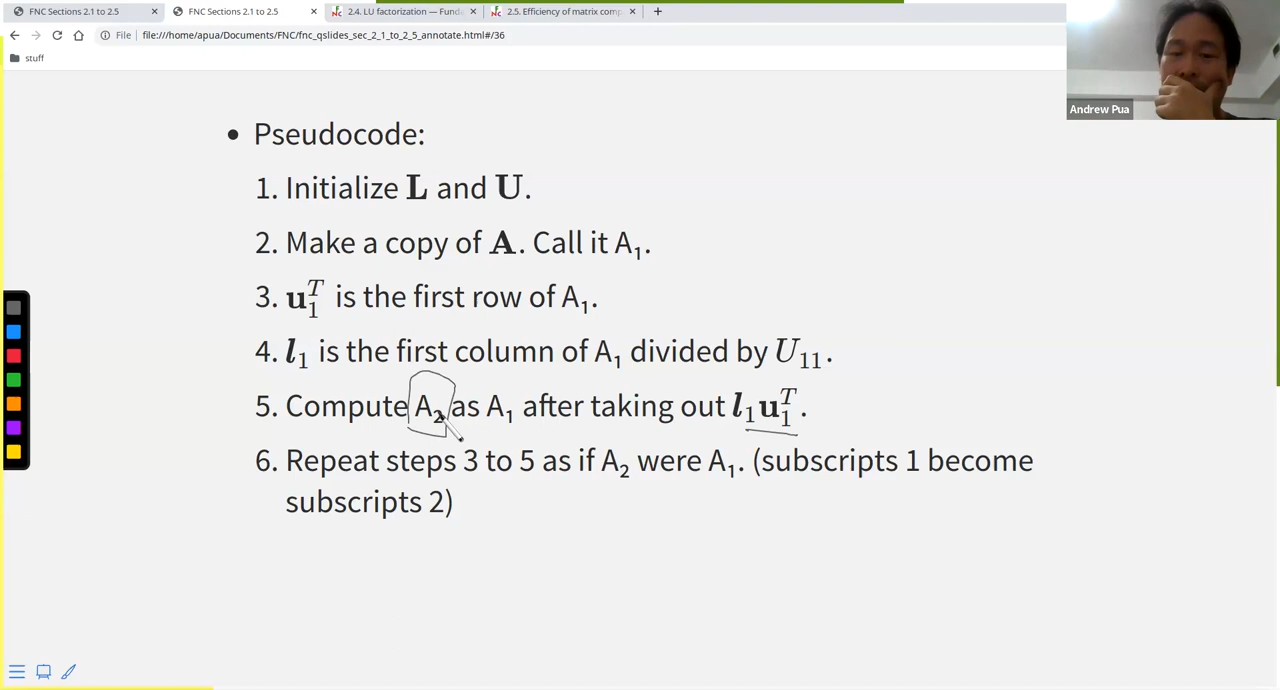 FNC Sections 2.1 to 2.5
FNC Sections 2.1 to 2.5
2.4. LU factorization — Funda
2.5. Efficiency of matrix comp
File
file:///home/apua/Documents/FNC/fnc_qslides_sec_2_1_to_2_5_annotate.html#/36
stuff
Andrew Pua
• Pseudocode:
1. Initialize L and U.
2. Make a copy of A. Call it A₁.
3. u₁ᵀ is the first row of A₁.
4. l₁ is the first column of A₁ divided by U₁₁.
5. Compute A₂ as A₁ after taking out l₁u₁ᵀ.
6. Repeat steps 3 to 5 as if A₂ were A₁. (subscripts 1 become
subscripts 2)